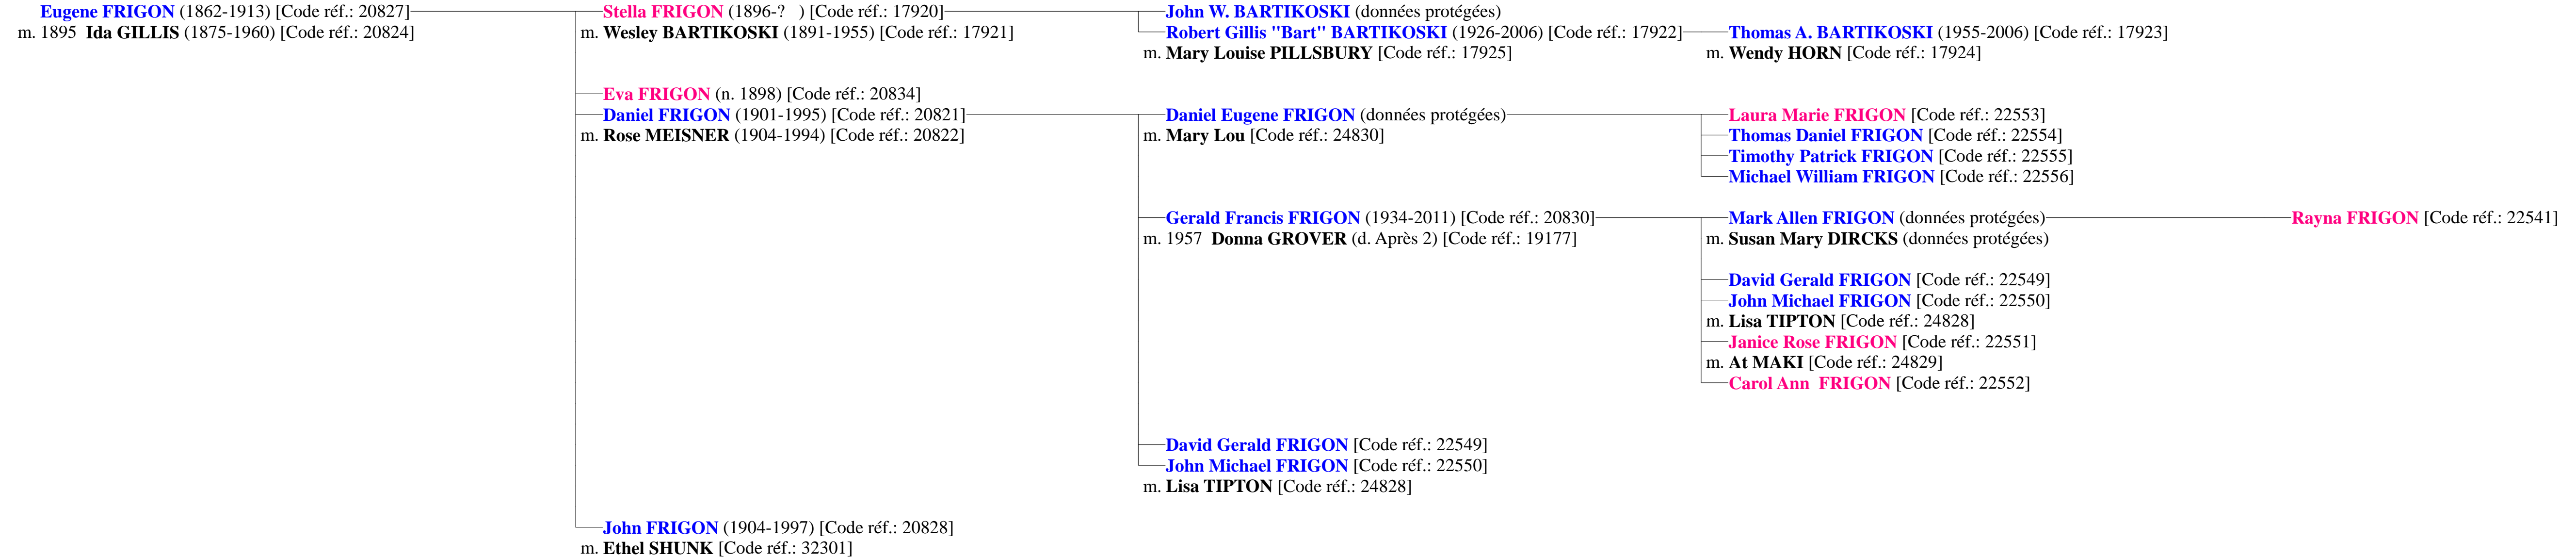 Eugene FRIGON (1862-1913) [Code réf.: 20827]
m. 1895 Ida GILLIS (1875-1960) [Code réf.: 20824]
Stella FRIGON (1896-? ) [Code réf.: 17920]
m. Wesley BARTIKOSKI (1891-1955) [Code réf.: 17921]
John W. BARTIKOSKI (données protégées)
Robert Gillis "Bart" BARTIKOSKI (1926-2006) [Code réf.: 17922]
m. Mary Louise PILLSBURY [Code réf.: 17925]
Thomas A. BARTIKOSKI (1955-2006) [Code réf.: 17923]
m. Wendy HORN [Code réf.: 17924]
Eva FRIGON (n. 1898) [Code réf.: 20834]
Daniel FRIGON (1901-1995) [Code réf.: 20821]
m. Rose MEISNER (1904-1994) [Code réf.: 20822]
Daniel Eugene FRIGON (données protégées)
m. Mary Lou [Code réf.: 24830]
Laura Marie FRIGON [Code réf.: 22553]
Thomas Daniel FRIGON [Code réf.: 22554]
Timothy Patrick FRIGON [Code réf.: 22555]
Michael William FRIGON [Code réf.: 22556]
Gerald Francis FRIGON (1934-2011) [Code réf.: 20830]
m. 1957 Donna GROVER (d. Après 2) [Code réf.: 19177]
Mark Allen FRIGON (données protégées)
m. Susan Mary DIRCKS (données protégées)
Rayna FRIGON [Code réf.: 22541]
David Gerald FRIGON [Code réf.: 22549]
John Michael FRIGON [Code réf.: 22550]
m. Lisa TIPTON [Code réf.: 24828]
Janice Rose FRIGON [Code réf.: 22551]
m. At MAKI [Code réf.: 24829]
Carol Ann FRIGON [Code réf.: 22552]
David Gerald FRIGON [Code réf.: 22549]
John Michael FRIGON [Code réf.: 22550]
m. Lisa TIPTON [Code réf.: 24828]
John FRIGON (1904-1997) [Code réf.: 20828]
m. Ethel SHUNK [Code réf.: 32301]